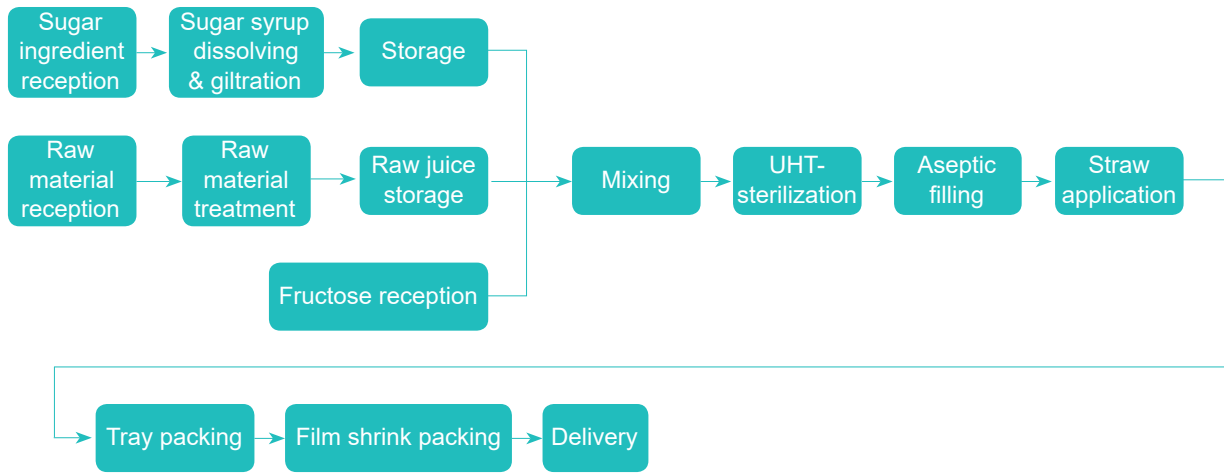 Sugar
ingredient
reception
Sugar syrup
dissolving
& giltration
Storage
Raw
material
reception
Raw
material
treatment
Raw juice
storage
Mixing
UHT-
sterilization
Aseptic
filling
Straw
application
Fructose reception
Tray packing
Film shrink packing
Delivery